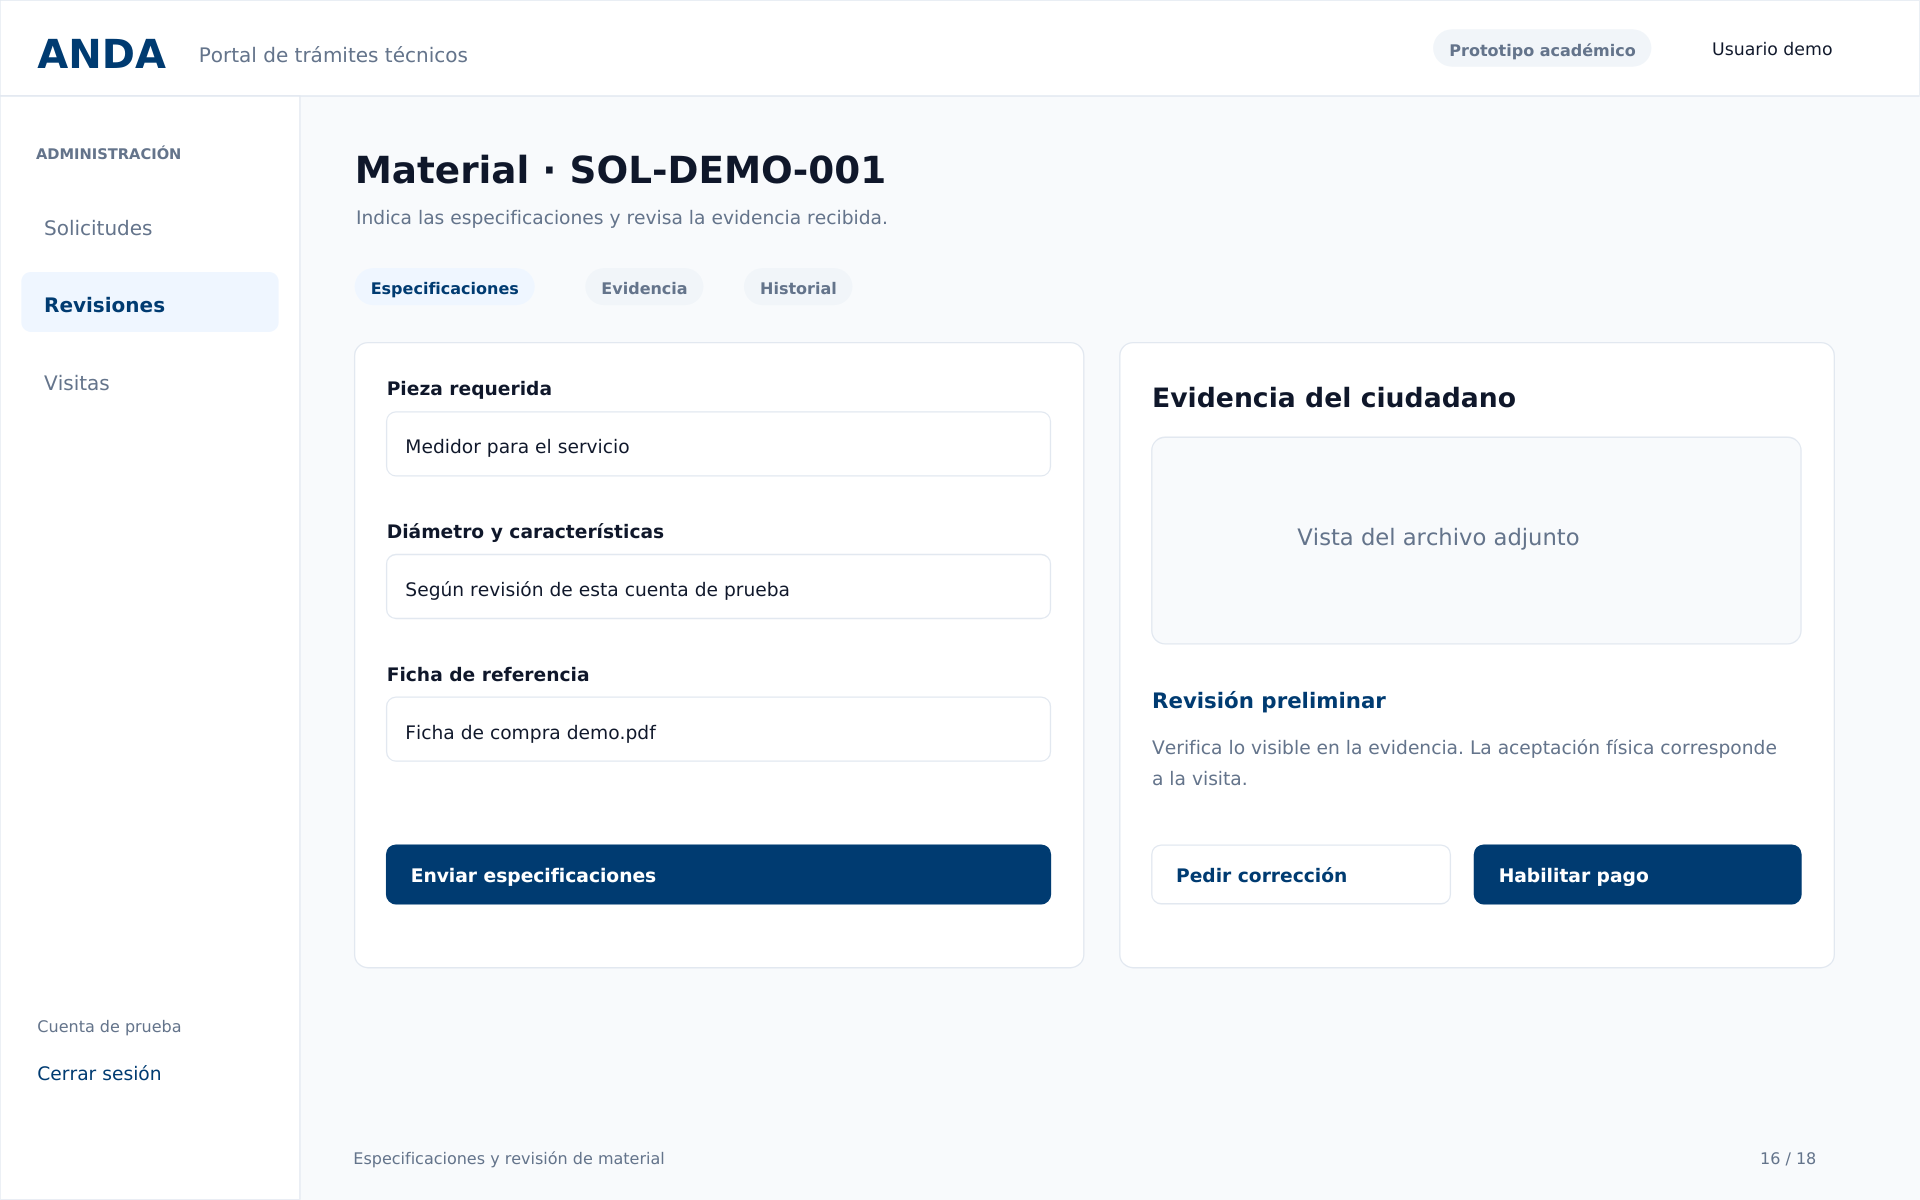 ANDA
Portal de trámites técnicos
Prototipo académico
Usuario demo
ADMINISTRACIÓN
Solicitudes
Revisiones
Visitas
Cuenta de prueba
Cerrar sesión
Material · SOL-DEMO-001
Indica las especificaciones y revisa la evidencia recibida.
Especificaciones
Evidencia
Historial
Pieza requerida
Medidor para el servicio
Diámetro y características
Según revisión de esta cuenta de prueba
Ficha de referencia
Ficha de compra demo.pdf
Enviar especificaciones
Evidencia del ciudadano
Vista del archivo adjunto
Revisión preliminar
Verifica lo visible en la evidencia. La aceptación física corresponde
a la visita.
Pedir corrección
Habilitar pago
Especificaciones y revisión de material
16 / 18